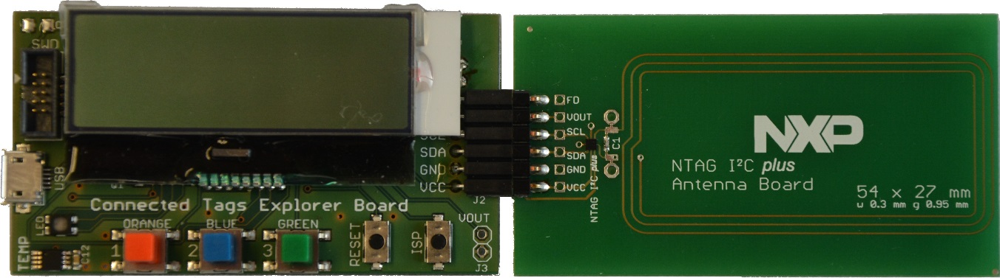 SWD
SCL
SDA
GND
VCC
J2
USB
Connected Tags Explorer Board
LED
ORANGE
BLUE
GREEN
1
2
3
TEMP
C12
RESET
ISP
VOUT
J3
FD
VOUT
SCL
SDA
GND
VCC
C1
NTAG I²C plus
NXP
NTAG I²C plus
Antenna Board
54 x 27 mm
w 0.3 mm g 0.95 mm